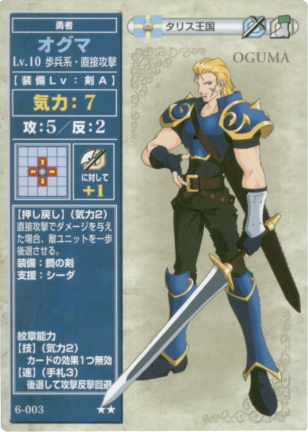 勇者
オグマ
Lv.10 歩兵系・直接攻撃
【装備Lv：剣A】
気力：7
攻：5／反：2
に対して
+1
【押し戻し】（気力2）
直接攻撃でダメージを与え
た場合、敵ユニットを一歩
後退させる。
装備：鋼の剣
支援：シーダ
紋章能力
【技】（気力2）
カードの効果1つ無効
【速】（手札3）
後退して攻撃反撃回避
6-003
★★
タリス王国
OGUMA